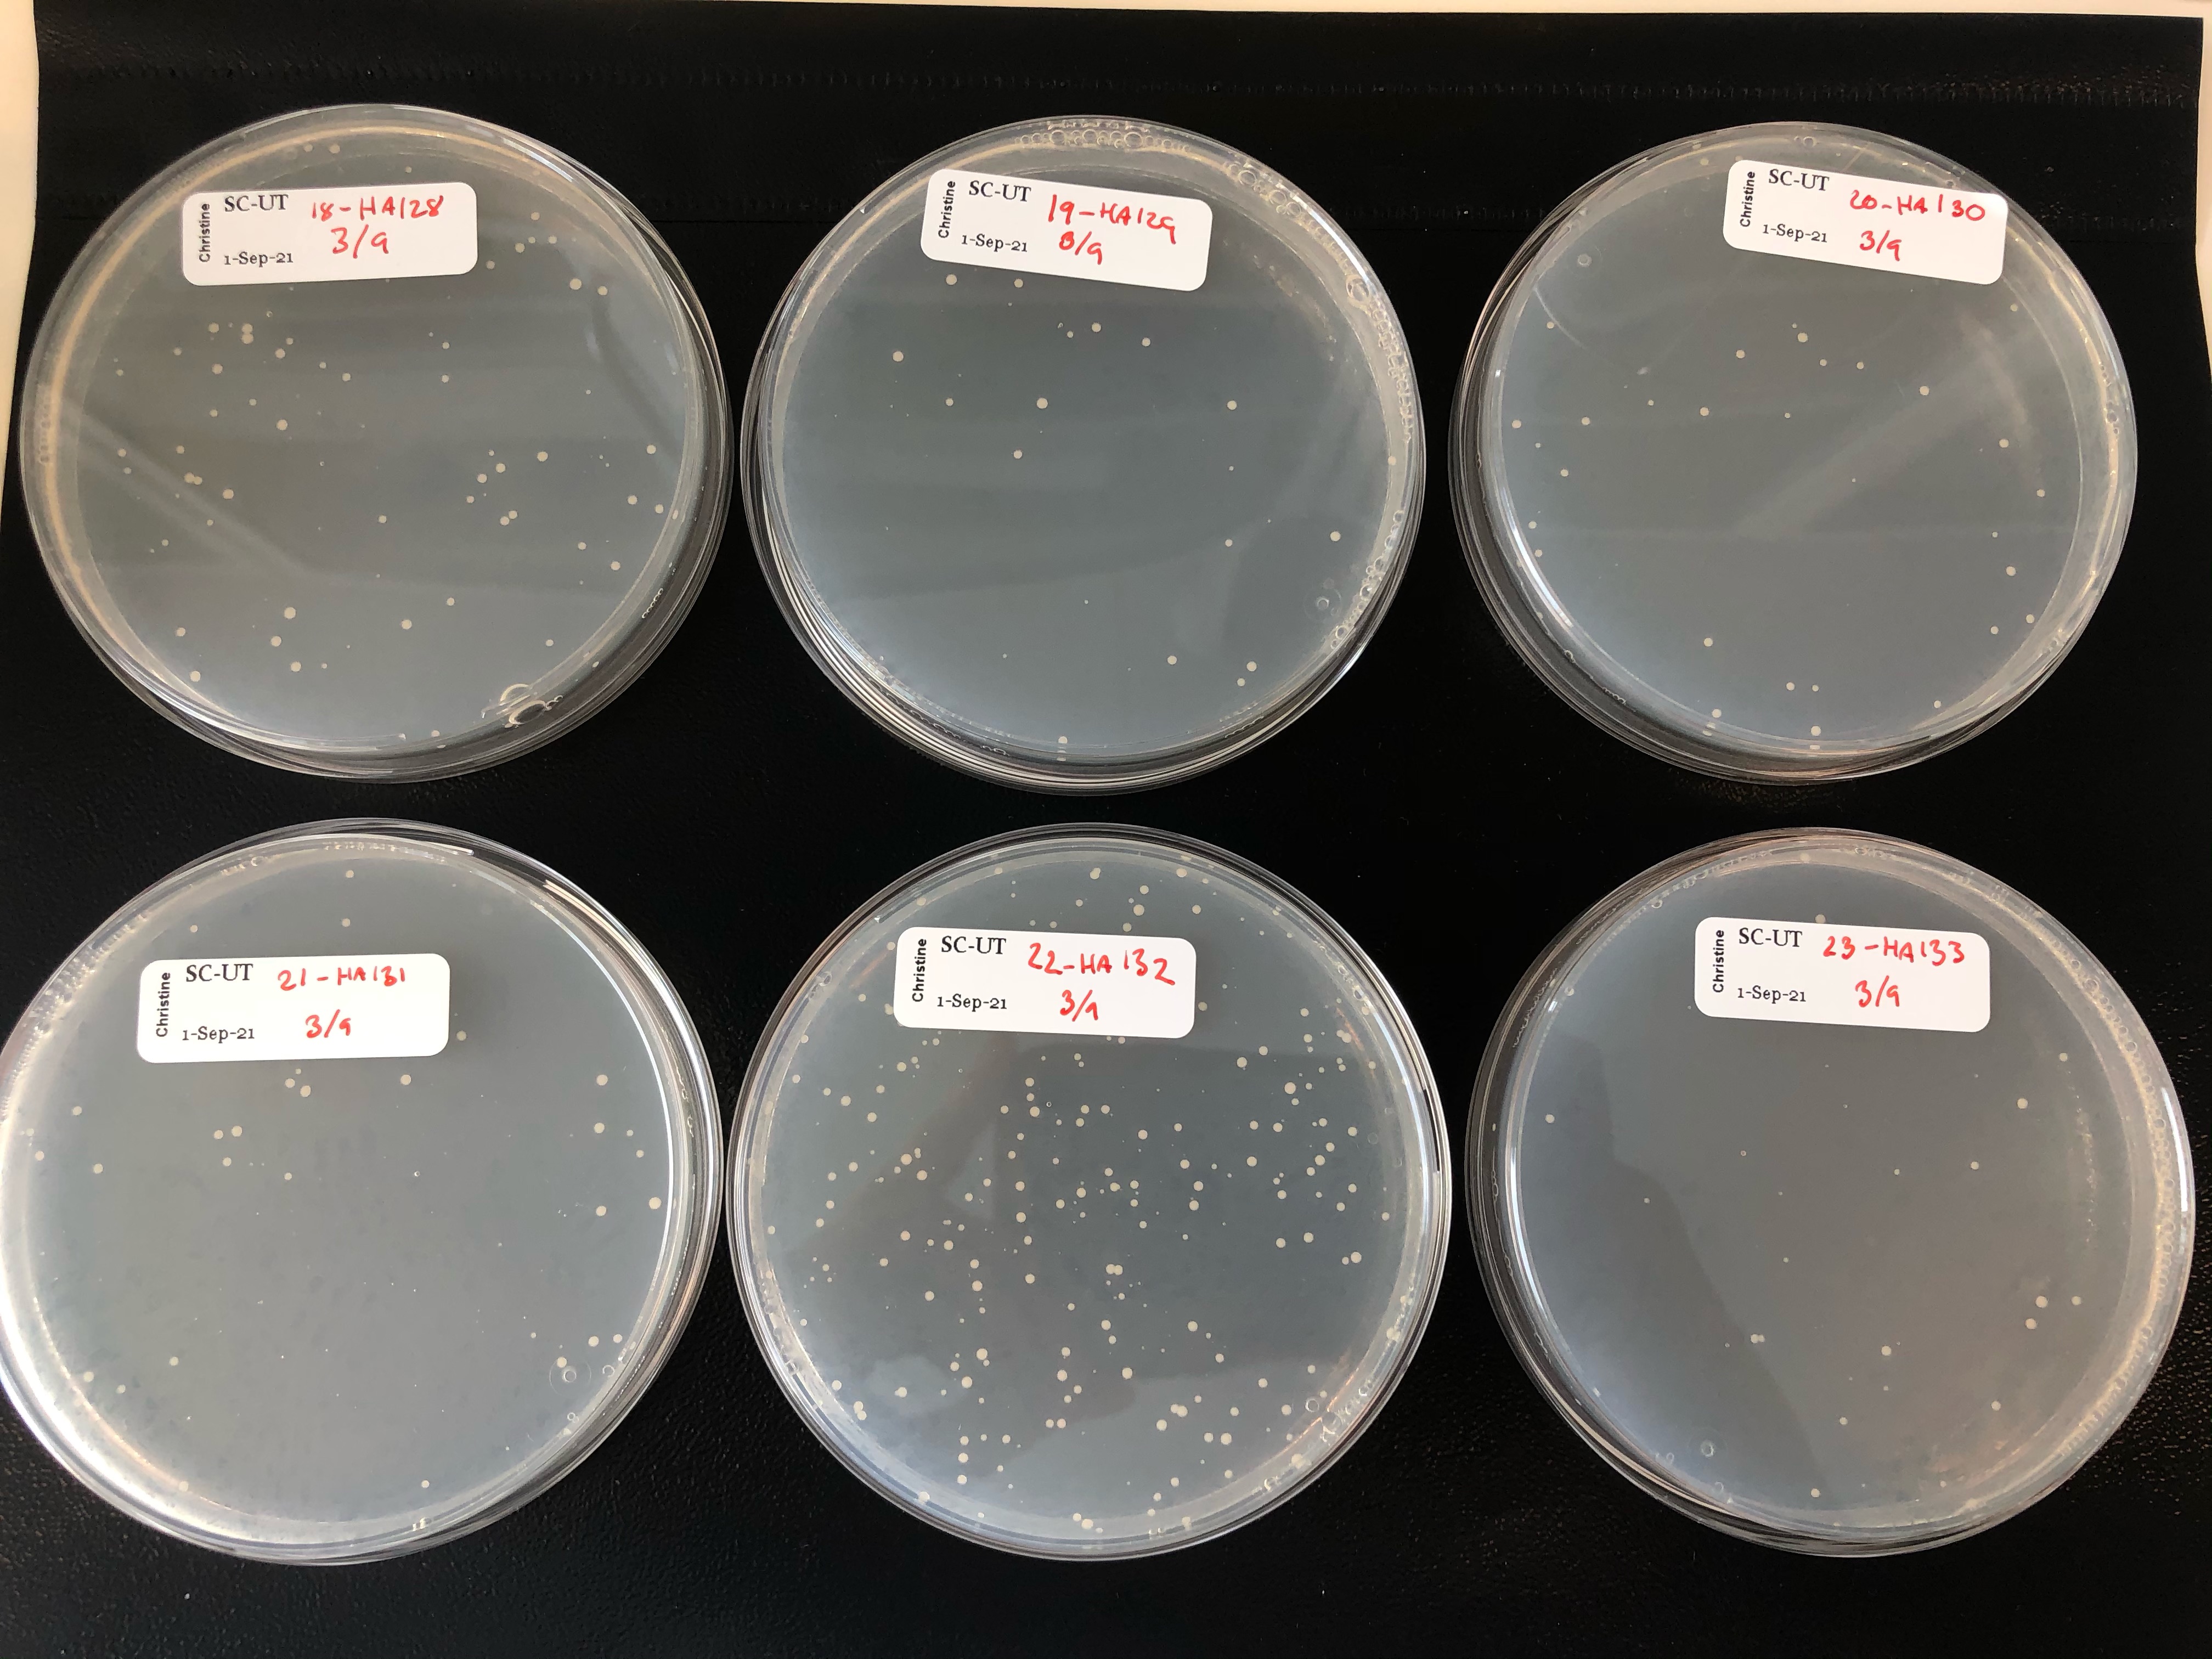 Christine
SC-UT 18-HA128
3/9
1-Sep-21
Christine
SC-UT 19-HA129
3/9
1-Sep-21
Christine
SC-UT 20-HA130
3/9
1-Sep-21
Christine
SC-UT 21-HA131
1-Sep-21 3/9
Christine
SC-UT 22-HA132
1-Sep-21 3/9
Christine
SC-UT 23-HA133
1-Sep-21 3/9